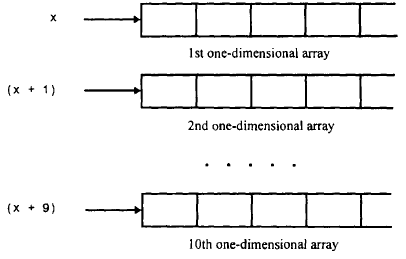 x
1st one-dimensional array
(x + 1)
2nd one-dimensional array
. . . . .
(x + 9)
10th one-dimensional array